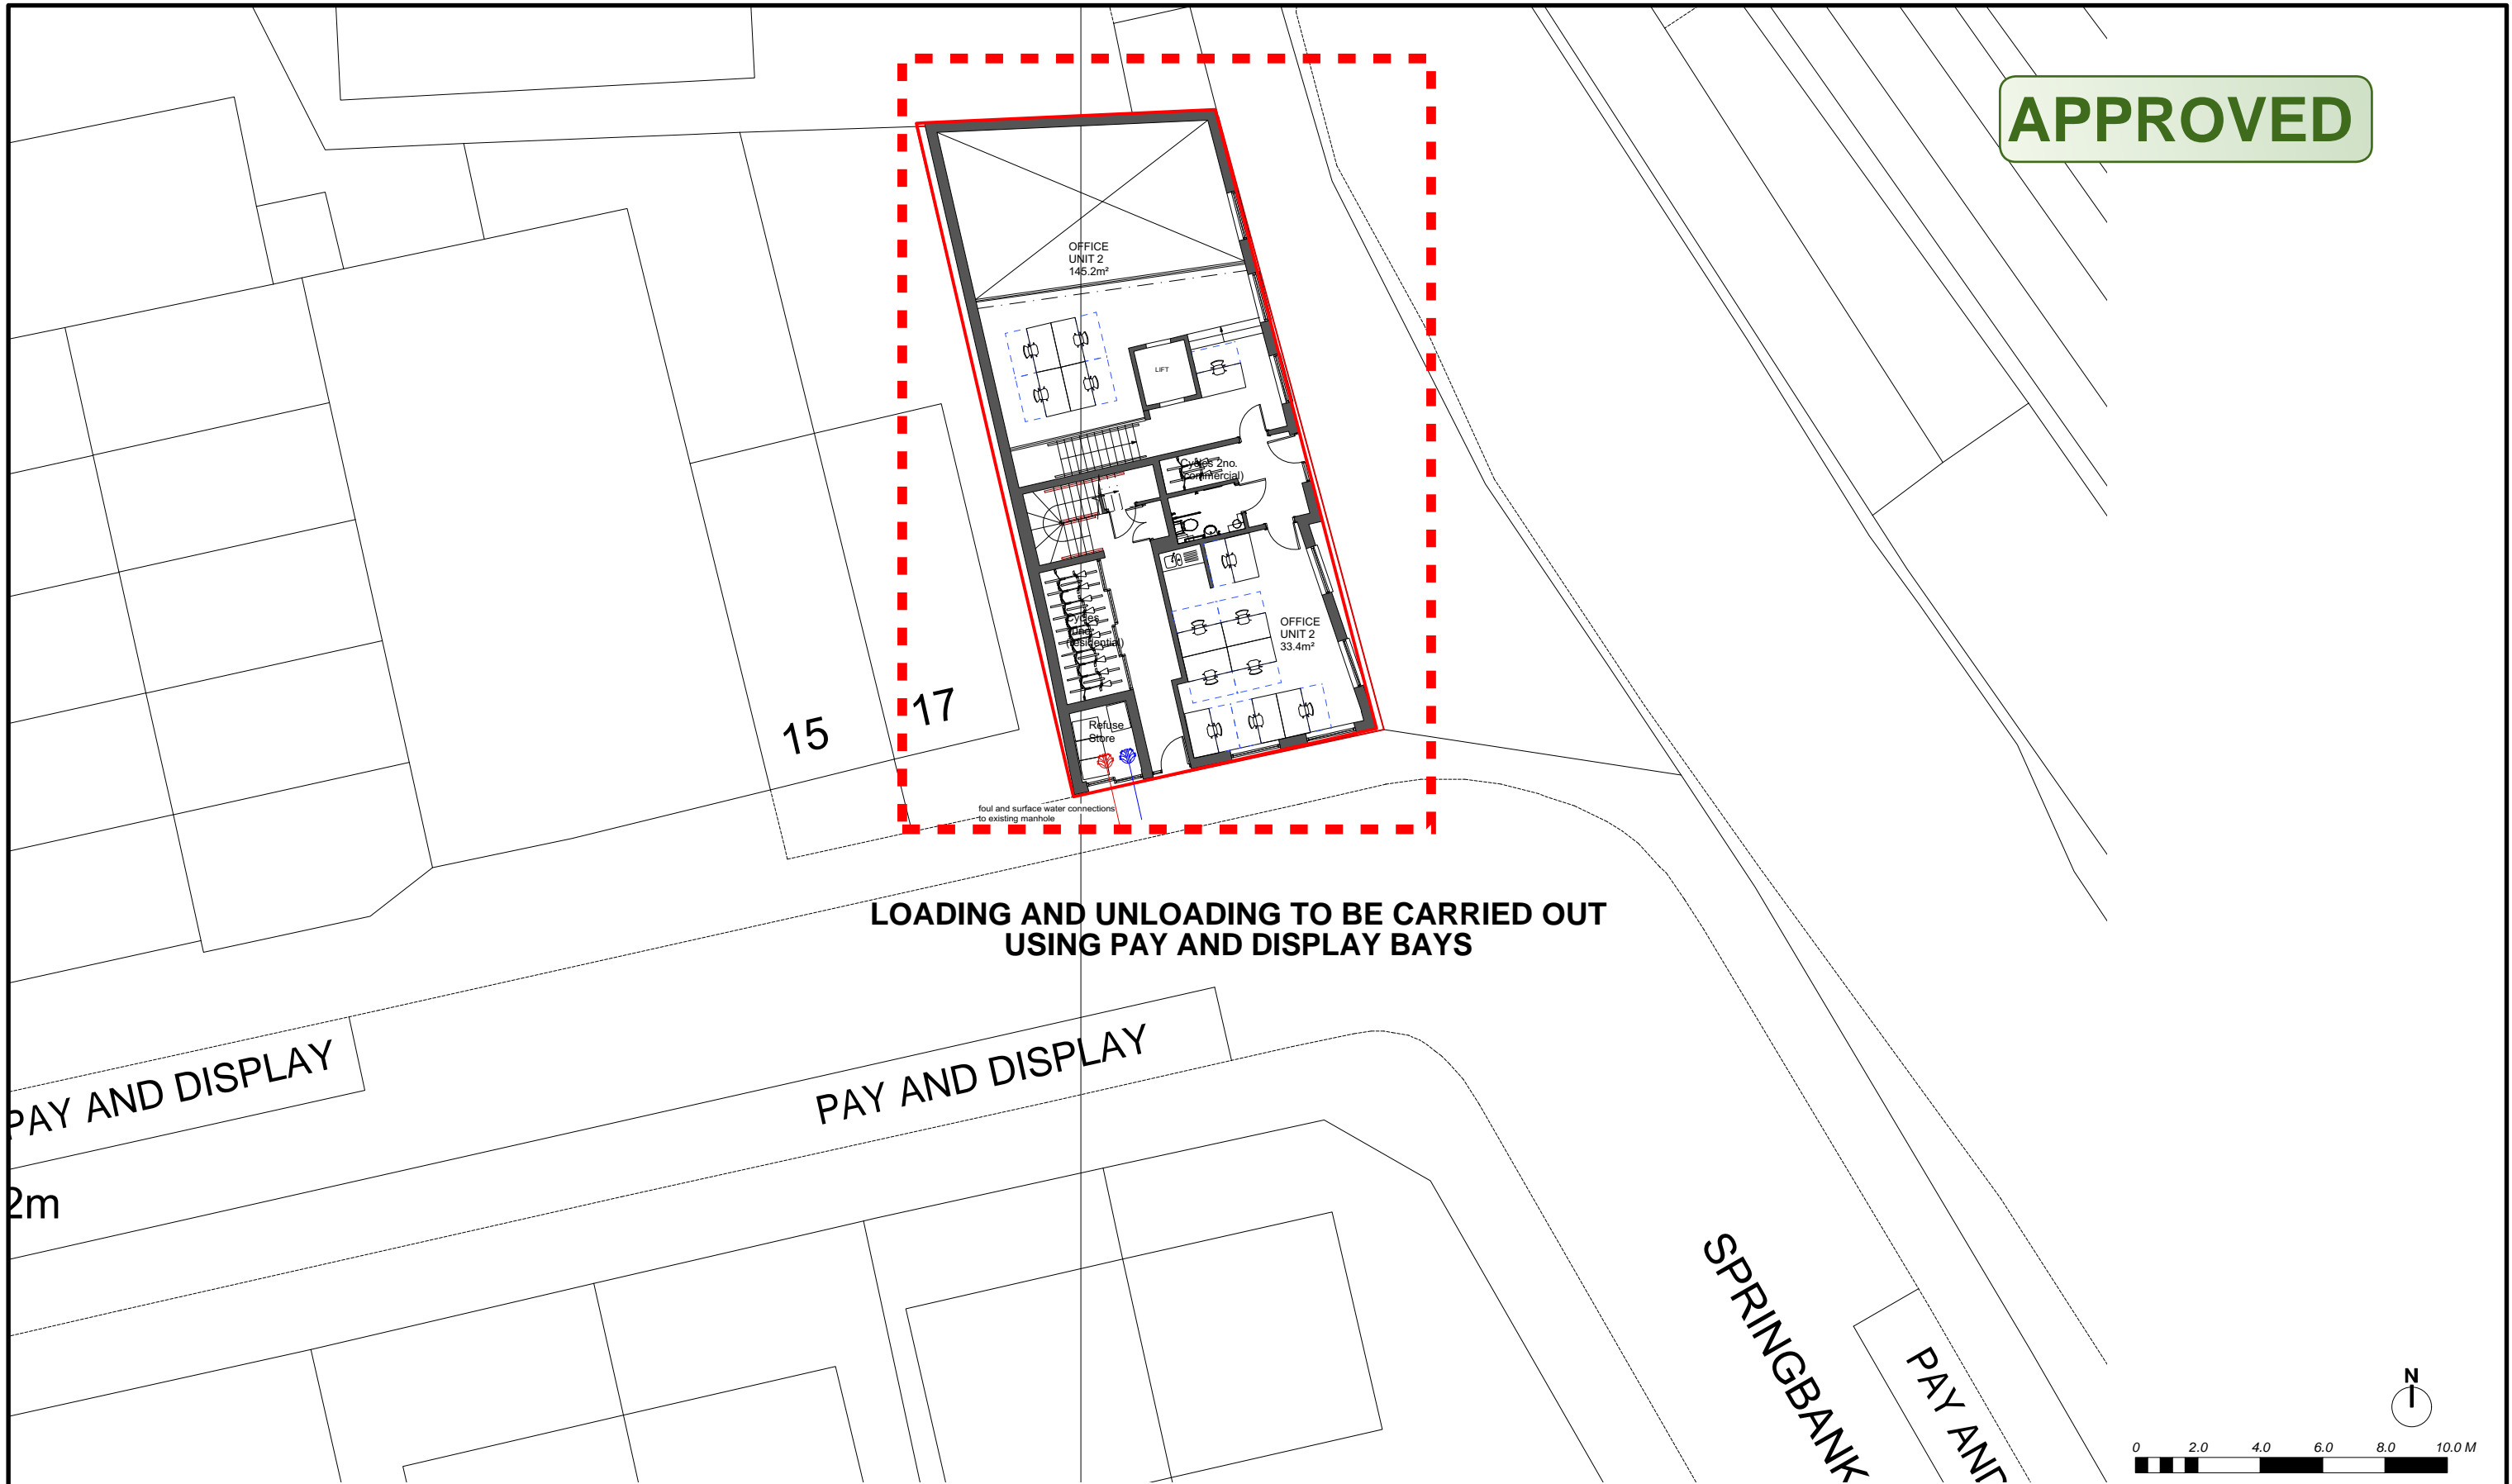 APPROVED
OFFICE
UNIT 2
145.2m²
LIFT
Cycles 2no.
(commercial)
Cycles
(residential)
OFFICE
UNIT 2
33.4m²
Refuse
Store
15
17
foul and surface water connections
to existing manhole
LOADING AND UNLOADING TO BE CARRIED OUT
USING PAY AND DISPLAY BAYS
PAY AND DISPLAY
PAY AND DISPLAY
2m
SPRINGBANK
PAY AND
N
0 2.0 4.0 6.0 8.0 10.0 M